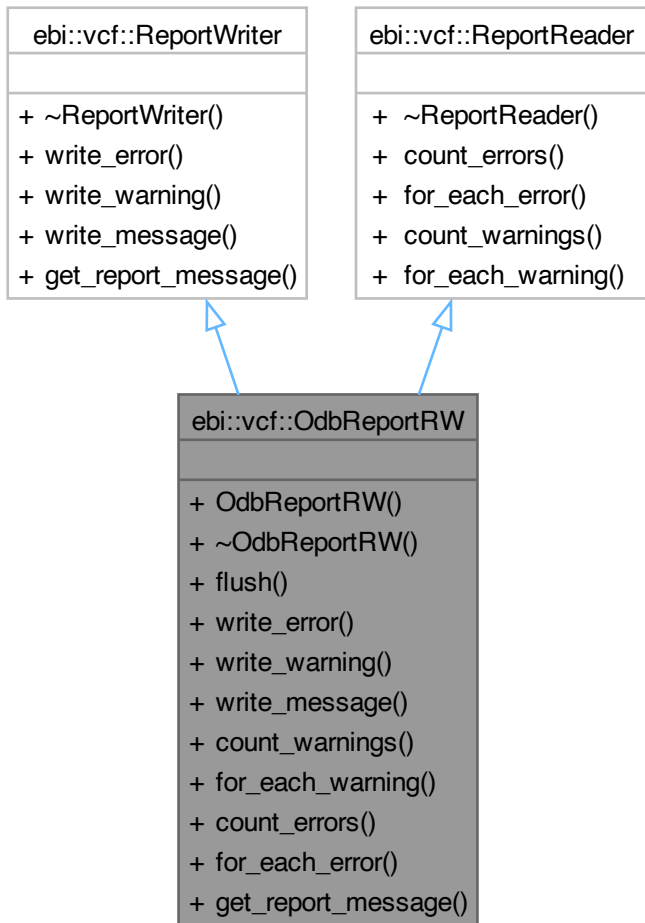 ebi::vcf::ReportWriter
+ ~ReportWriter()
+ write_error()
+ write_warning()
+ write_message()
+ get_report_message()
ebi::vcf::ReportReader
+ ~ReportReader()
+ count_errors()
+ for_each_error()
+ count_warnings()
+ for_each_warning()
ebi::vcf::OdbReportRW
+ OdbReportRW()
+ ~OdbReportRW()
+ flush()
+ write_error()
+ write_warning()
+ write_message()
+ count_warnings()
+ for_each_warning()
+ count_errors()
+ for_each_error()
+ get_report_message()